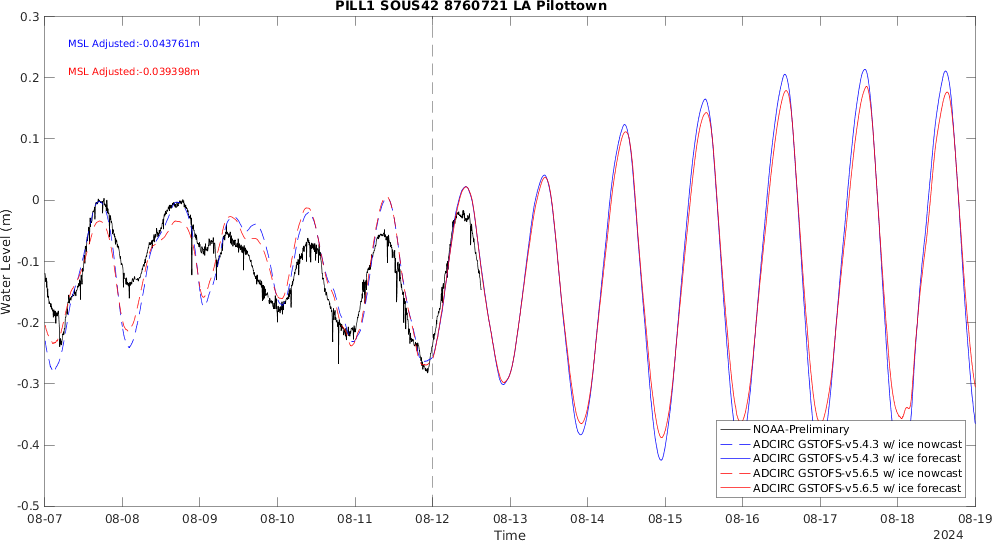 PILL1 SOUS42 8760721 LA Pilottown
MSL Adjusted:-0.043761m
MSL Adjusted:-0.039398m
Water Level (m)
0.3
0.2
0.1
0
-0.1
-0.2
-0.3
-0.4
-0.5
NOAA-Preliminary
ADCIRC GSTOFS-v5.4.3 w/ ice nowcast
ADCIRC GSTOFS-v5.4.3 w/ ice forecast
ADCIRC GSTOFS-v5.6.5 w/ ice nowcast
ADCIRC GSTOFS-v5.6.5 w/ ice forecast
08-07 08-08 08-09 08-10 08-11 08-12 08-13 08-14 08-15 08-16 08-17 08-18 08-19
Time
2024